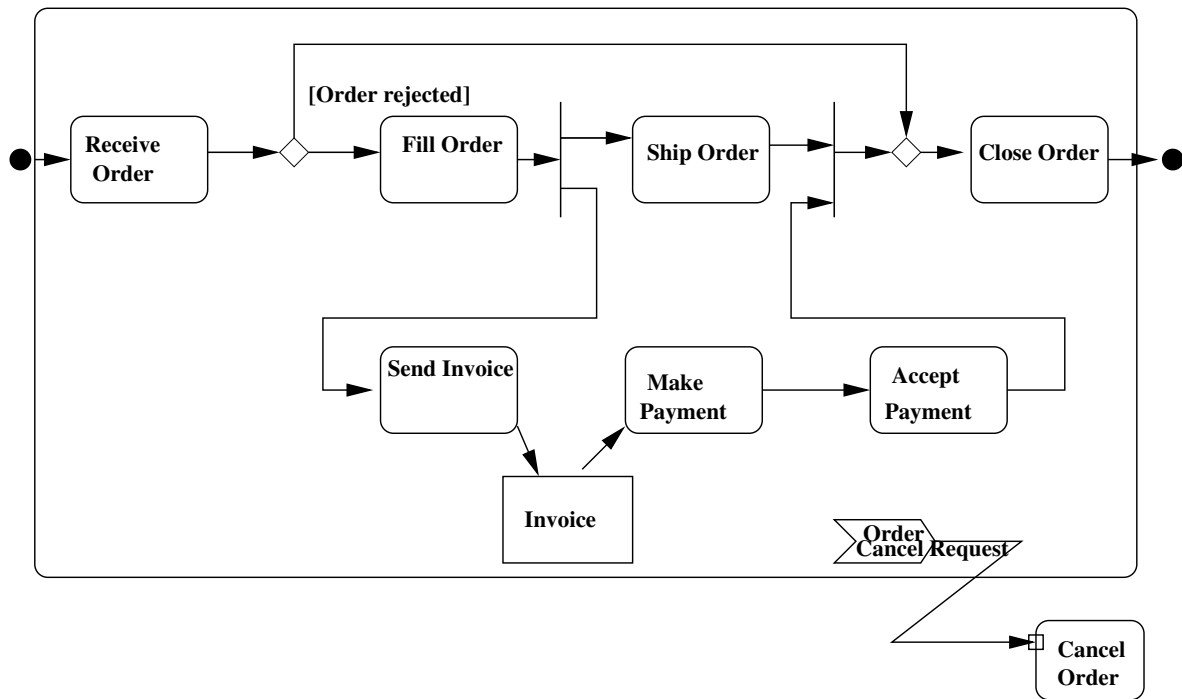 [Order rejected]
Receive
Order
Fill Order
Ship Order
Close Order
Send Invoice
Make
Payment
Accept
Payment
Invoice
Order
Cancel Request
Cancel
Order